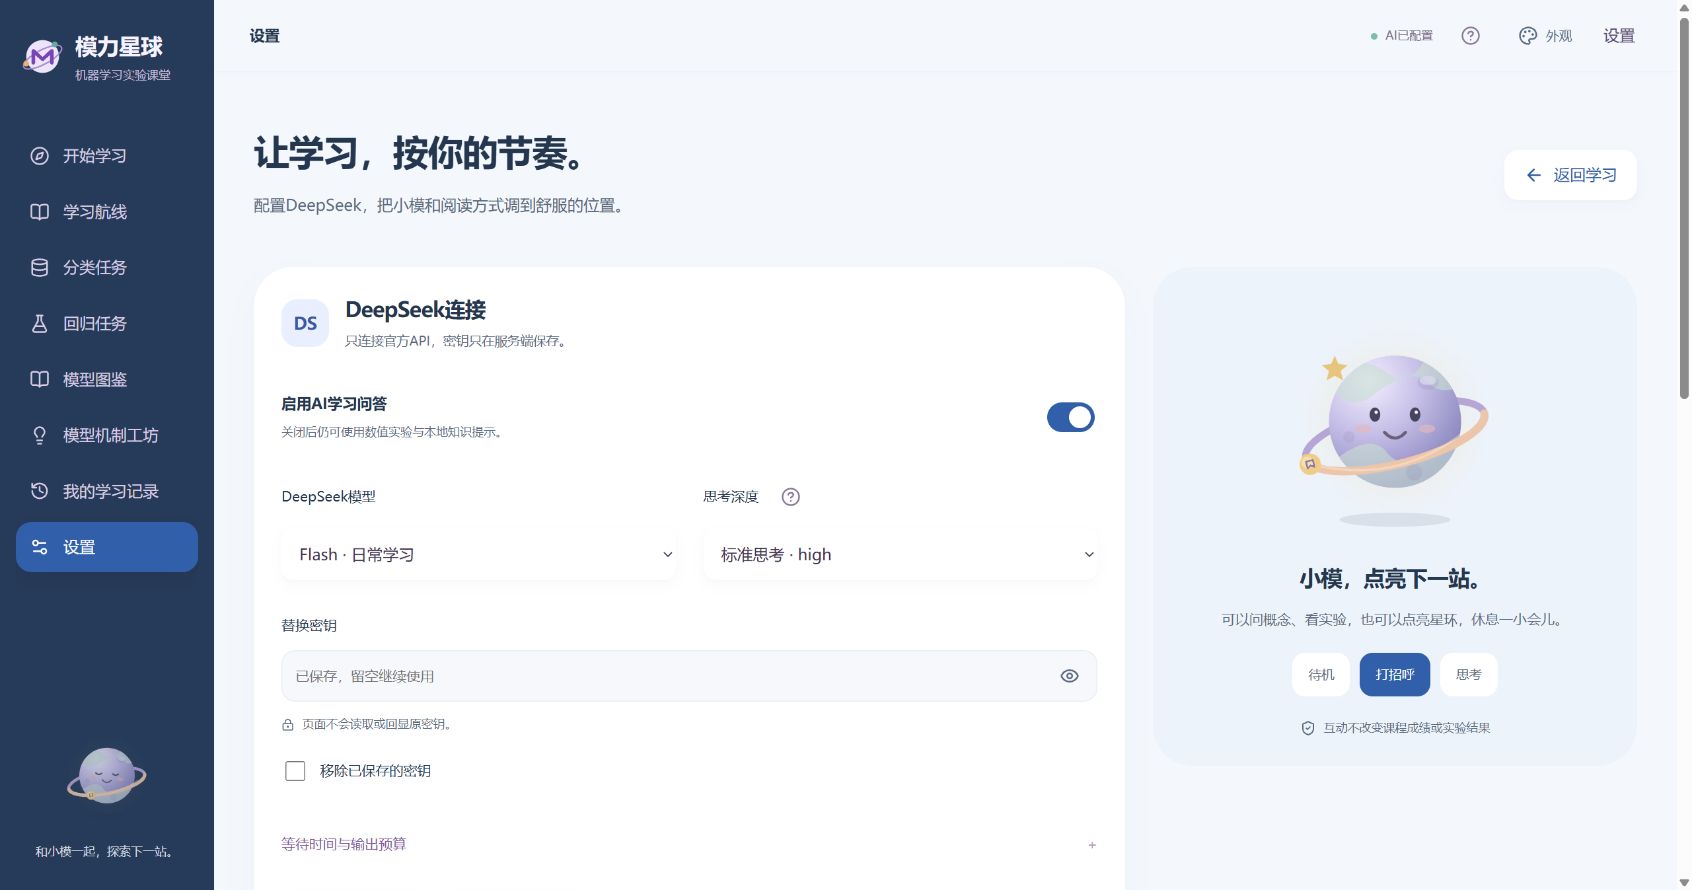 模力星球
机器学习实验课堂
开始学习
学习航线
分类任务
回归任务
模型图鉴
模型机制工坊
我的学习记录
设置
和小模一起，探索下一站。
设置
AI已配置
外观
设置
让学习，按你的节奏。
配置DeepSeek，把小模和阅读方式调到舒服的位置。
返回学习
DS
DeepSeek连接
只连接官方API，密钥只在服务端保存。
启用AI学习问答
关闭后仍可使用数值实验与本地知识提示。
DeepSeek模型
思考深度
Flash · 日常学习
标准思考 · high
替换密钥
已保存，留空继续使用
页面不会读取或回显原密钥。
移除已保存的密钥
等待时间与输出预算
+
小模，点亮下一站。
可以问概念、看实验，也可以点亮星环，休息一小会儿。
待机
打招呼
思考
互动不改变课程成绩或实验结果